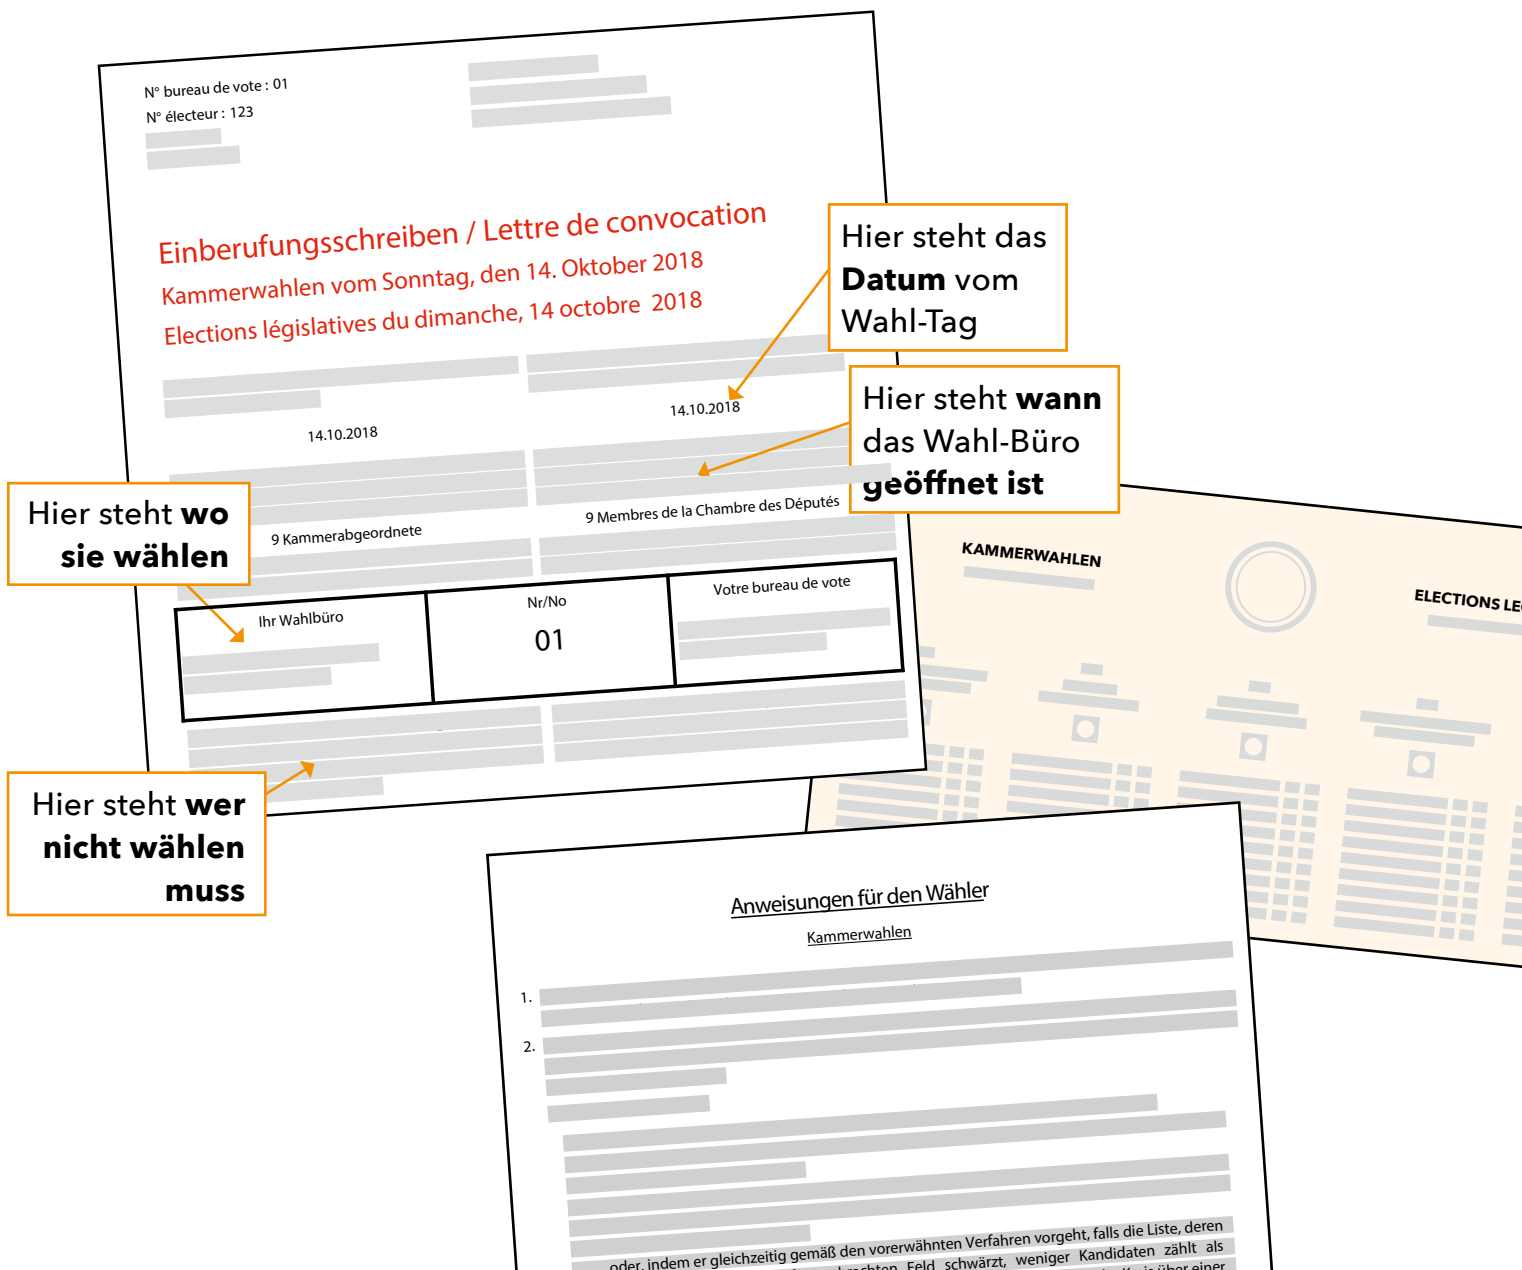 N° bureau de vote : 01
N° électeur : 123
Einberufungsschreiben / Lettre de convocation
Kammerwahlen vom Sonntag, den 14. Oktober 2018
Elections législatives du dimanche, 14 octobre 2018
Hier steht das
Datum vom
Wahl-Tag
14.10.2018
14.10.2018
Hier steht wann
das Wahl-Büro
geöffnet ist
Hier steht wo
sie wählen
9 Kammerabgeordnete
9 Membres de la Chambre des Députés
Ihr Wahlbüro
Nr/No
01
Votre bureau de vote
Hier steht wer
nicht wählen
muss
KAMMERWAHLEN
ELECTIONS LE
Anweisungen für den Wähler
Kammerwahlen
1.
2.
oder, indem er gleichzeitig gemäß den vorerwähnten Verfahren vorgeht, falls die Liste, deren
Feld schwärzt, weniger Kandidaten zählt als
über einer